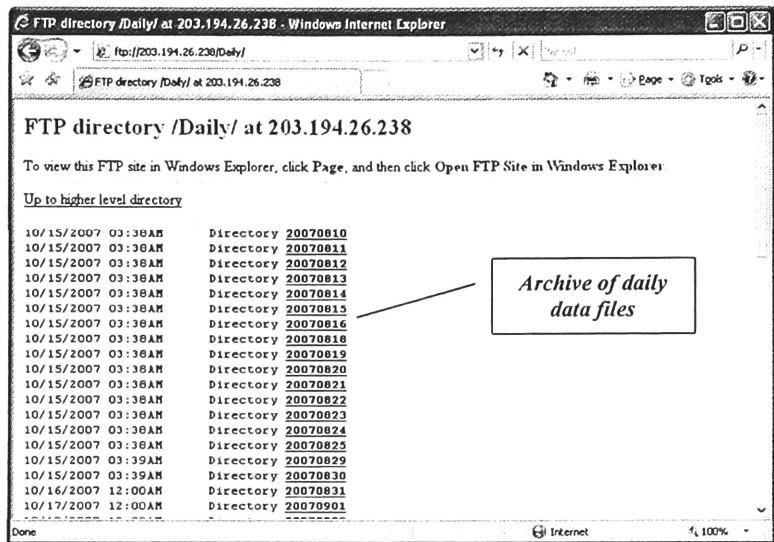 FTP directory /Daily/ at 203.194.26.238 - Windows Internet Explorer
ftp://203.194.26.238/Daily/
FTP directory /Daily/ at 203.194.26.238
Page
Tools
FTP directory /Daily/ at 203.194.26.238
To view this FTP site in Windows Explorer, click Page, and then click Open FTP Site in Windows Explorer.
Up to higher level directory
10/15/2007 03:38AM Directory 20070810
10/15/2007 03:38AM Directory 20070811
10/15/2007 03:38AM Directory 20070812
10/15/2007 03:38AM Directory 20070813
10/15/2007 03:38AM Directory 20070814
10/15/2007 03:38AM Directory 20070815
10/15/2007 03:38AM Directory 20070816
10/15/2007 03:38AM Directory 20070818
10/15/2007 03:38AM Directory 20070819
10/15/2007 03:38AM Directory 20070820
10/15/2007 03:38AM Directory 20070821
10/15/2007 03:38AM Directory 20070822
10/15/2007 03:38AM Directory 20070823
10/15/2007 03:38AM Directory 20070824
10/15/2007 03:38AM Directory 20070825
10/15/2007 03:39AM Directory 20070829
10/15/2007 03:39AM Directory 20070830
10/16/2007 12:00AM Directory 20070831
10/17/2007 12:00AM Directory 20070901
Archive of daily
data files
Done
Internet
100%